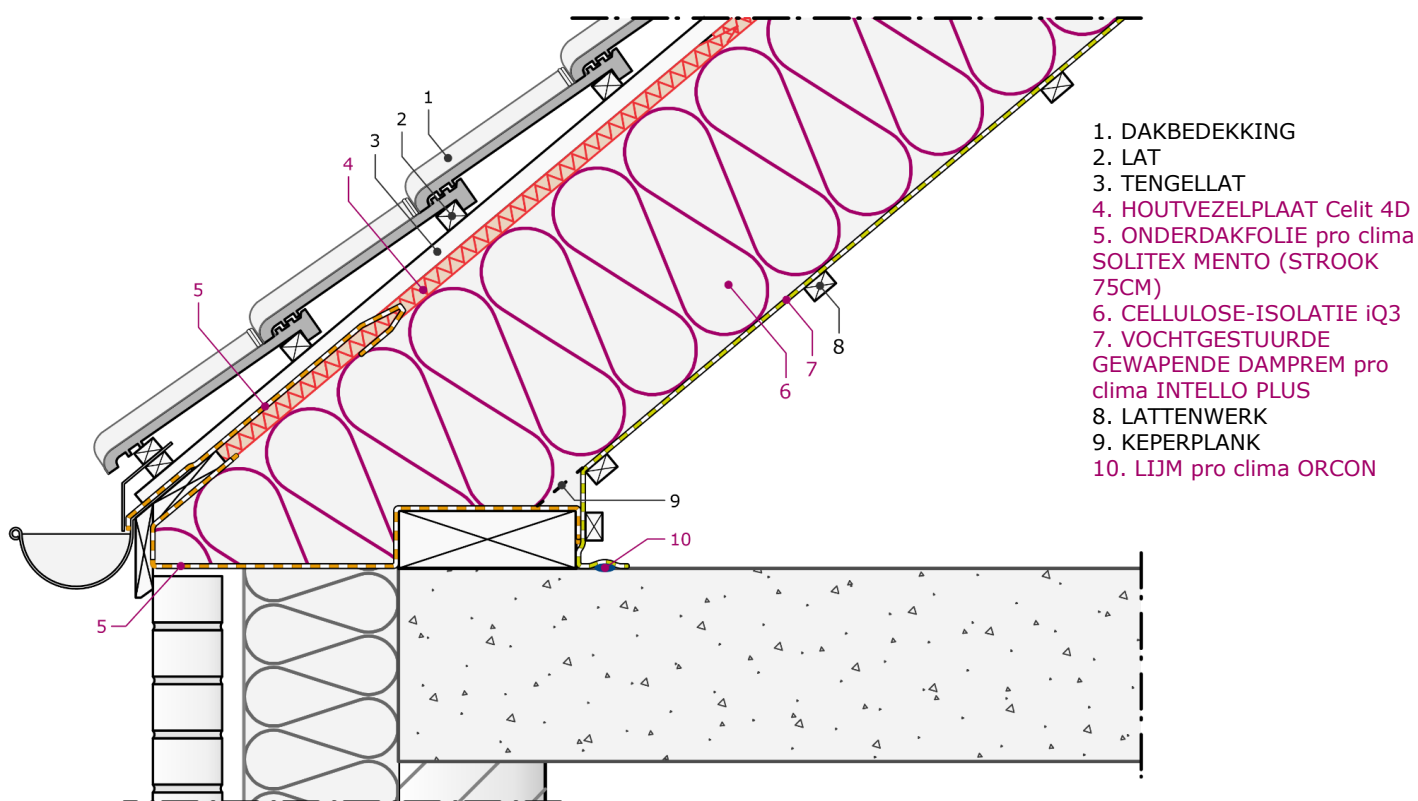 1
2
3
4
5
1. DAKBEDEKKING
2. LAT
3. TENGELLAT
4. HOUTVEZELPLAAT Celit 4D
5. ONDERDAKFOLIE pro clima
SOLITEX MENTO (STROOK
75CM)
6. CELLULOSE-ISOLATIE iQ3
7. VOCHTGESTUURDE
GEWAPENDE DAMPREM pro
clima INTELLO PLUS
8. LATTENWERK
9. KEPERPLANK
10. LIJM pro clima ORCON
8
7
6
9
10
5